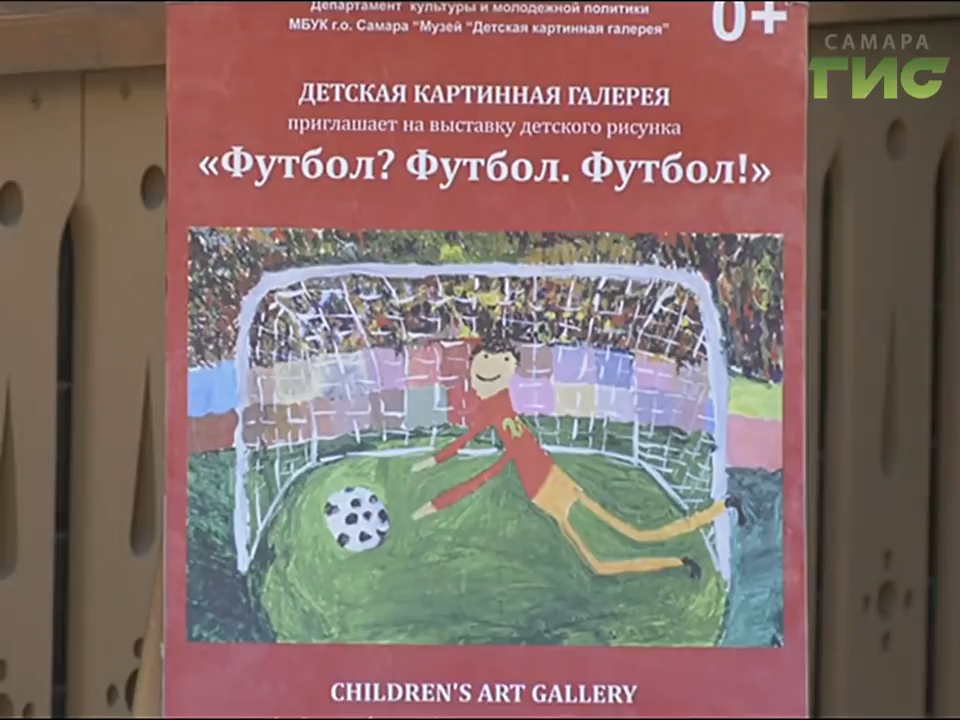 Департамент культуры и молодежной политики
МБУК г.о. Самара "Музей "Детская картинная галерея"
0+
САМАРА
ГИС
ДЕТСКАЯ КАРТИННАЯ ГАЛЕРЕЯ
приглашает на выставку детского рисунка
«Футбол? Футбол. Футбол!»
CHILDREN'S ART GALLERY